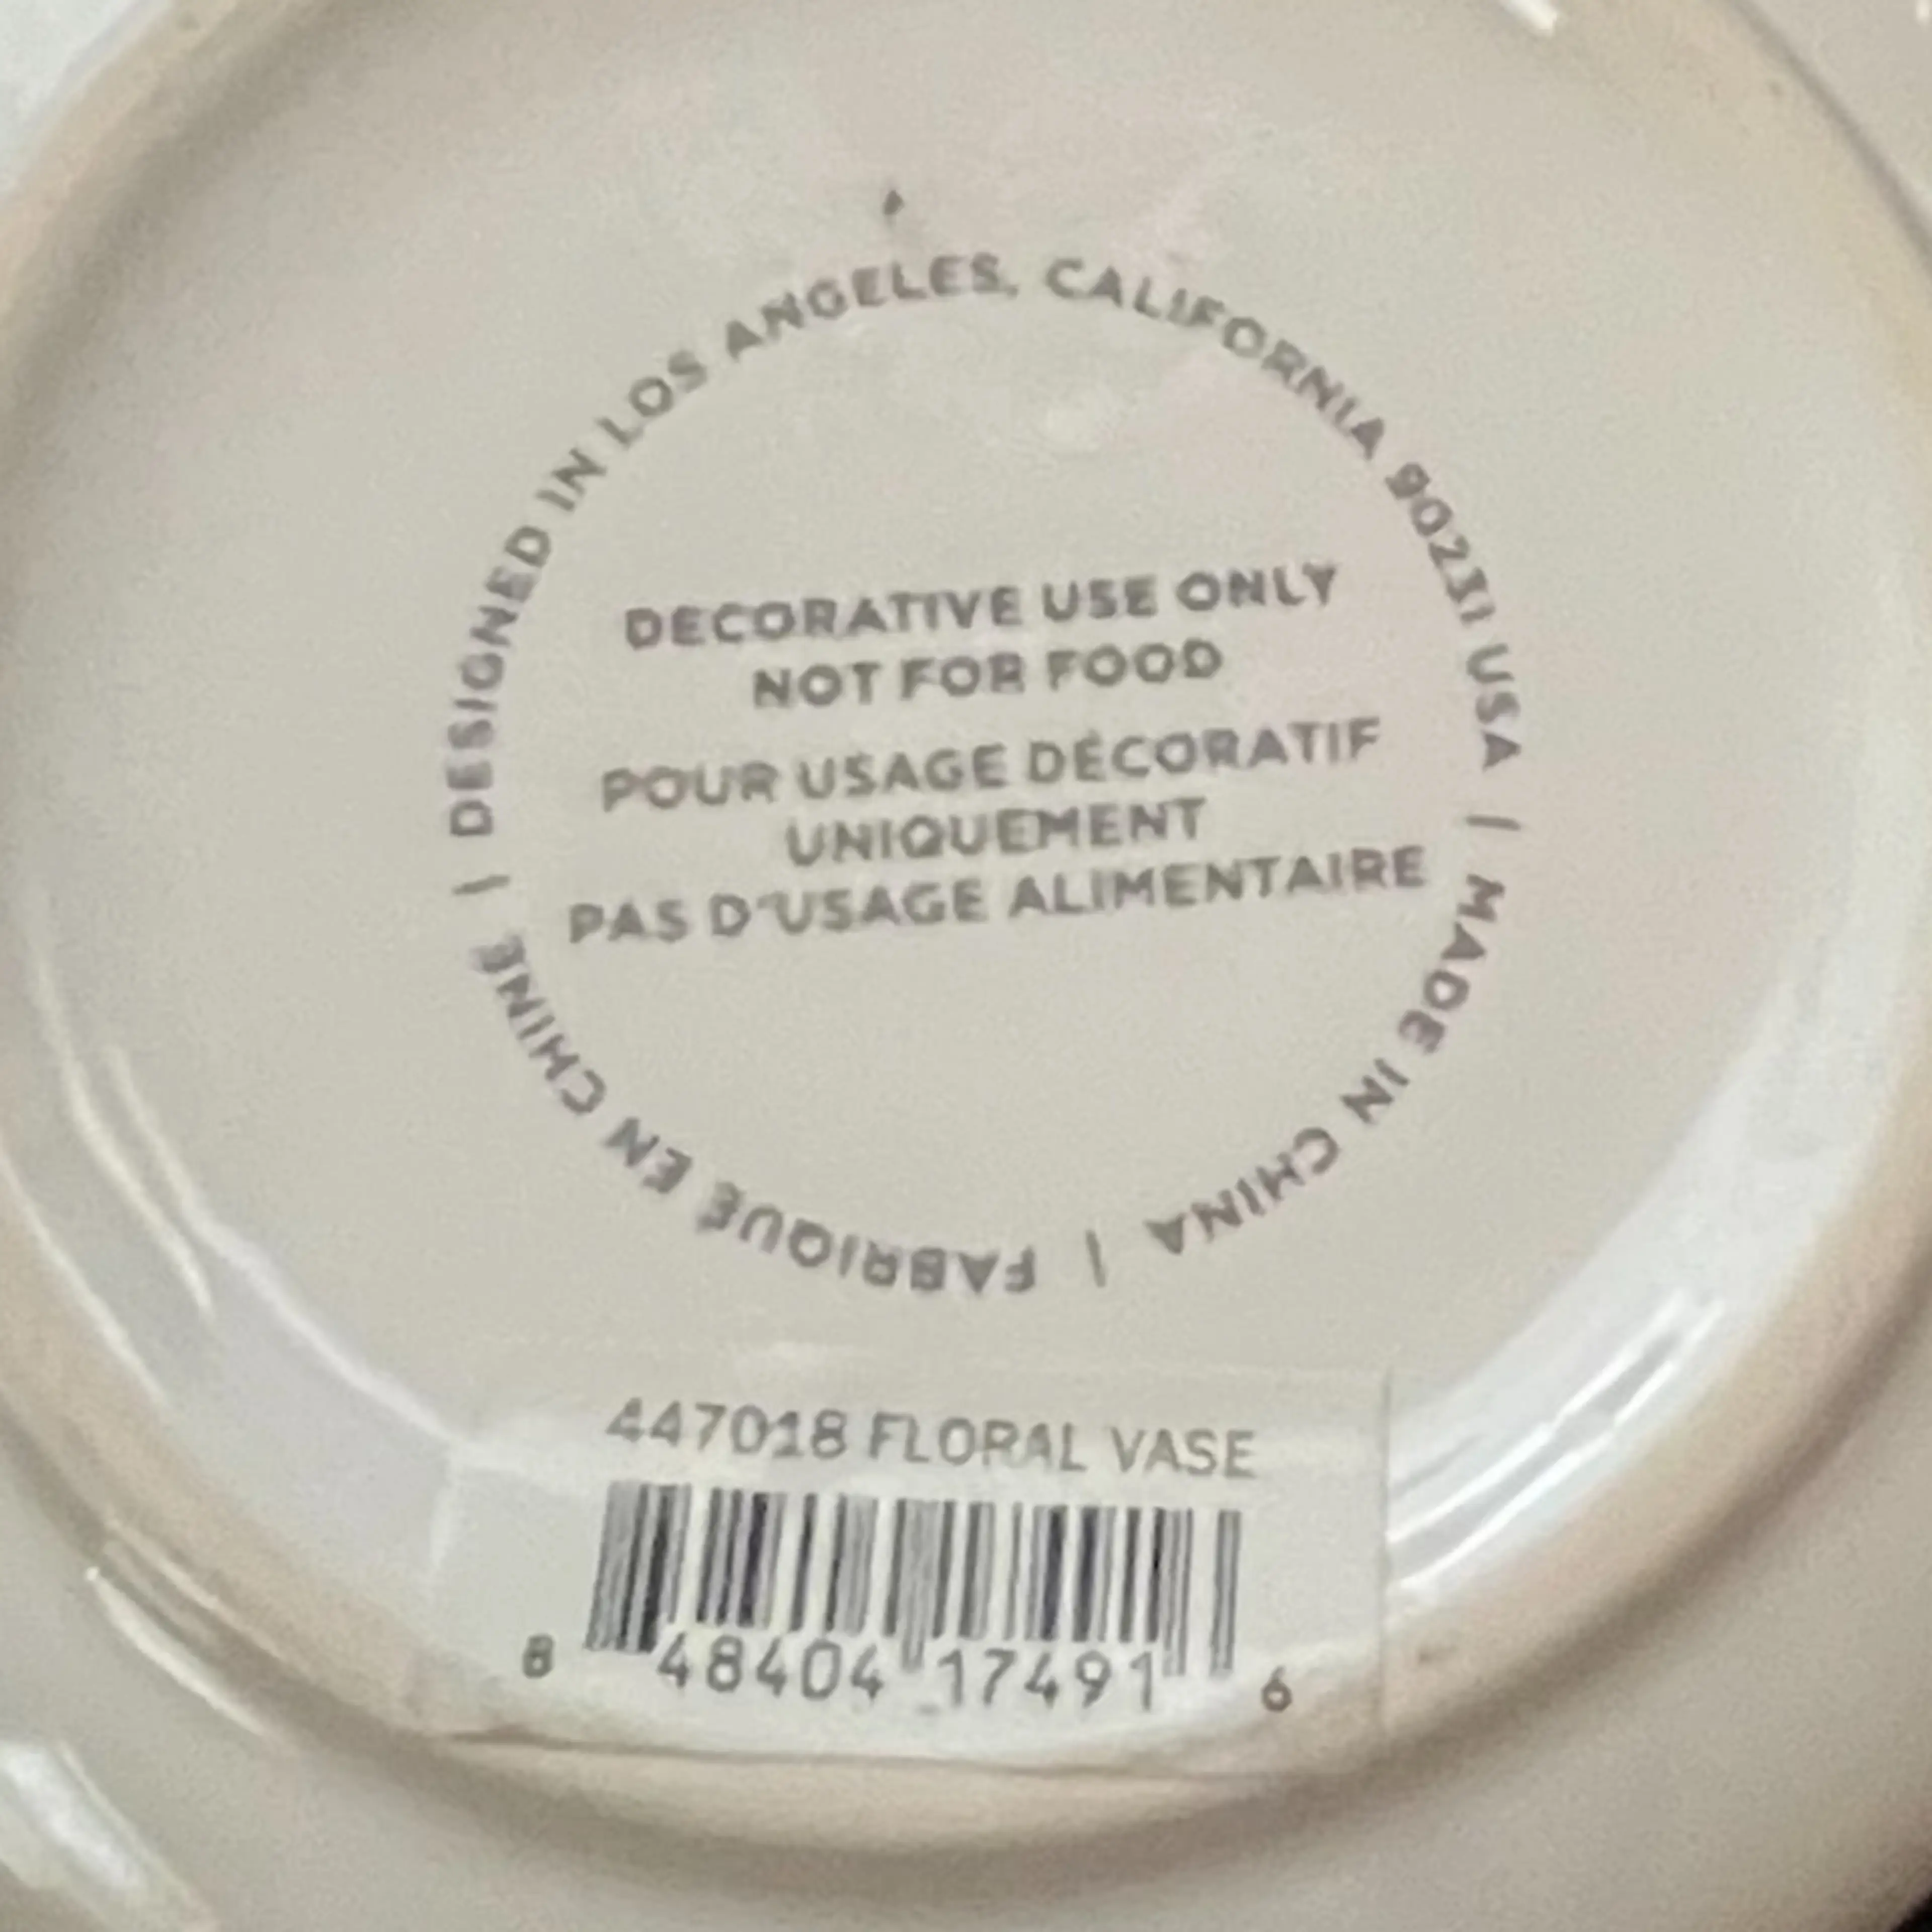 DESIGNED IN LOS ANGELES, CALIFORNIA 90231 USA | MADE IN CHINA | FABRIQUÉ EN CHINE |
DECORATIVE USE ONLY
NOT FOR FOOD
POUR USAGE DÉCORATIF
UNIQUEMENT
PAS D'USAGE ALIMENTAIRE
447018 FLORAL VASE
8 48404 17491 6